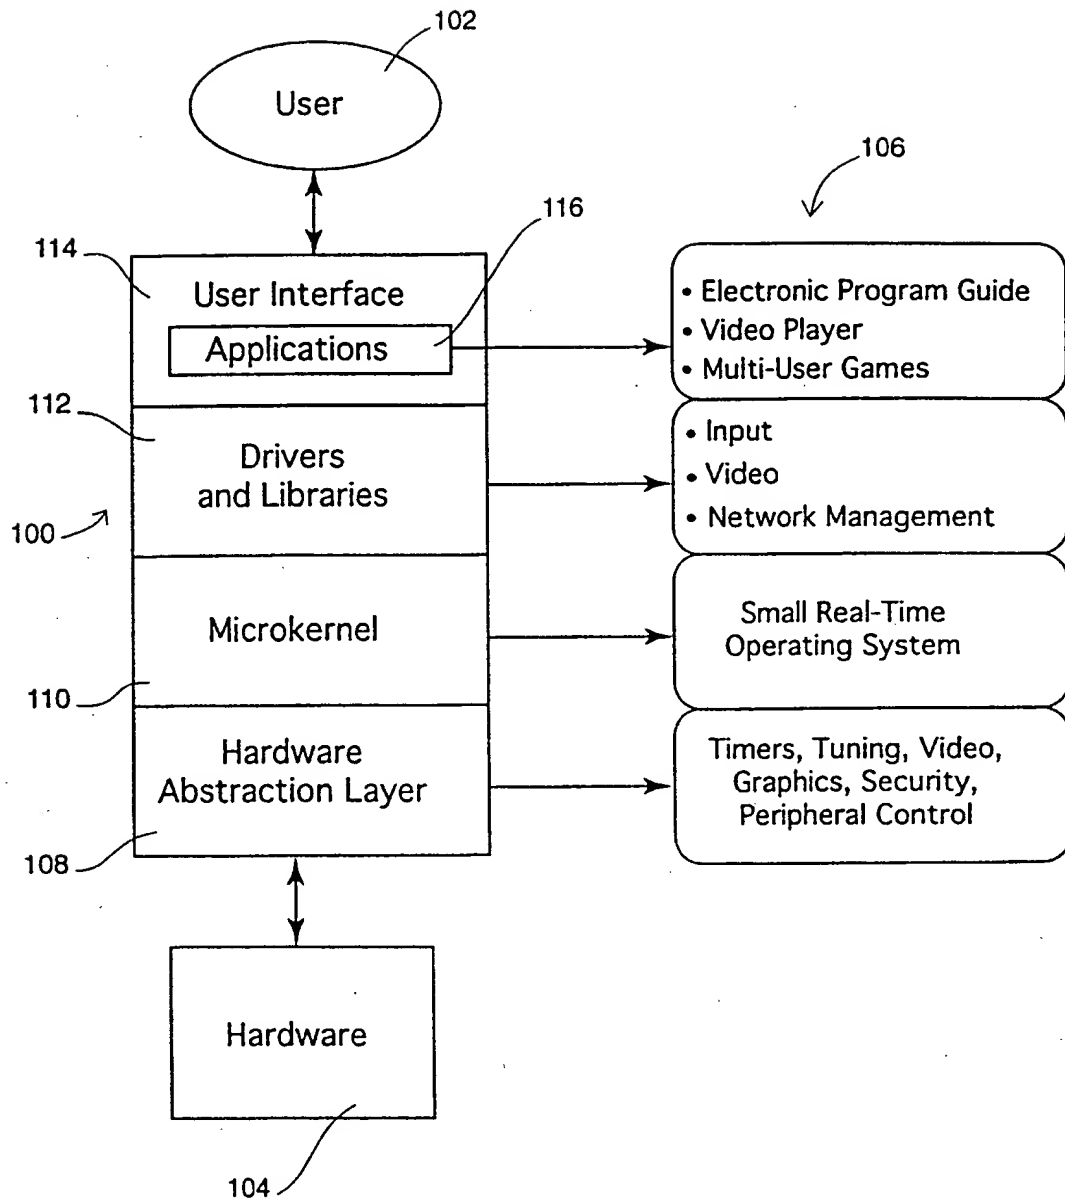 102
User
106
116
114
User Interface
Applications
• Electronic Program Guide
• Video Player
• Multi-User Games
112
Drivers
and Libraries
• Input
• Video
• Network Management
100
Microkernel
Small Real-Time
Operating System
110
Hardware
Abstraction Layer
Timers, Tuning, Video,
Graphics, Security,
Peripheral Control
108
Hardware
104